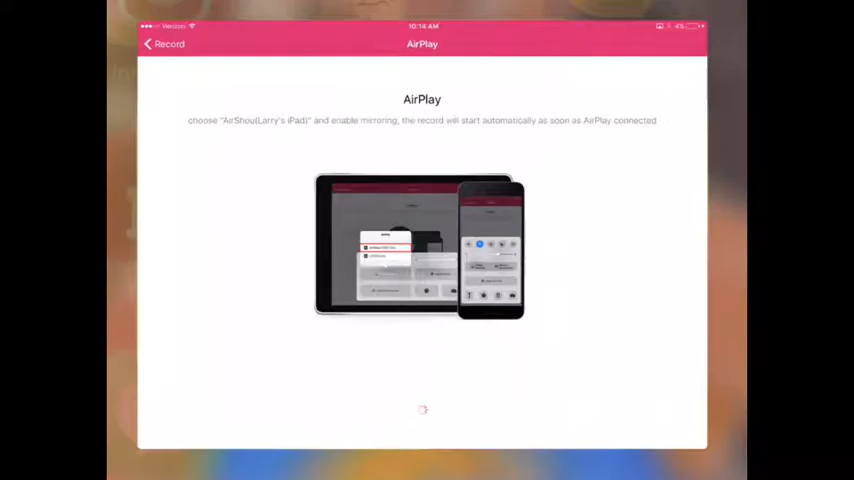 Verizon
10:14 AM
4%
Record
AirPlay
AirPlay
choose "AirShou(Larry's iPad)" and enable mirroring, the record will start automatically as soon as AirPlay connected